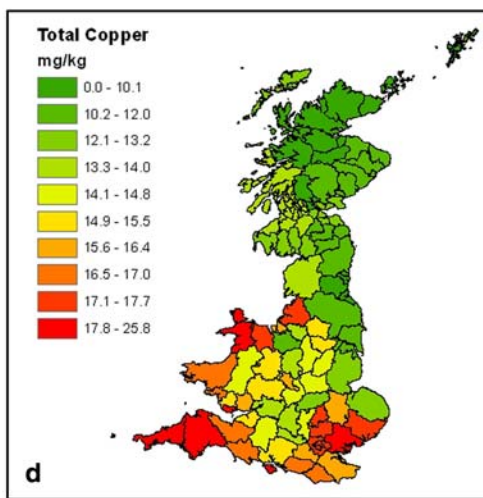 Total Copper
mg/kg
0.0 - 10.1
10.2 - 12.0
12.1 - 13.2
13.3 - 14.0
14.1 - 14.8
14.9 - 15.5
15.6 - 16.4
16.5 - 17.0
17.1 - 17.7
17.8 - 25.8
d